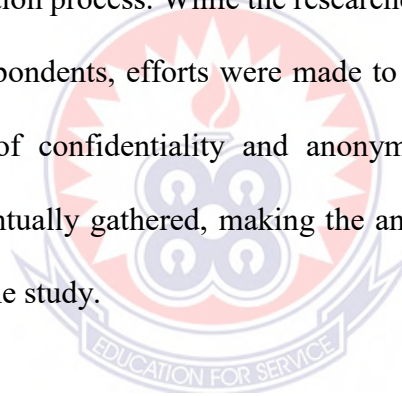 tion process. While the researche
pondents, efforts were made to
of confidentiality and anonym
ntually gathered, making the an
e study.
EDUCATION FOR SERVICE